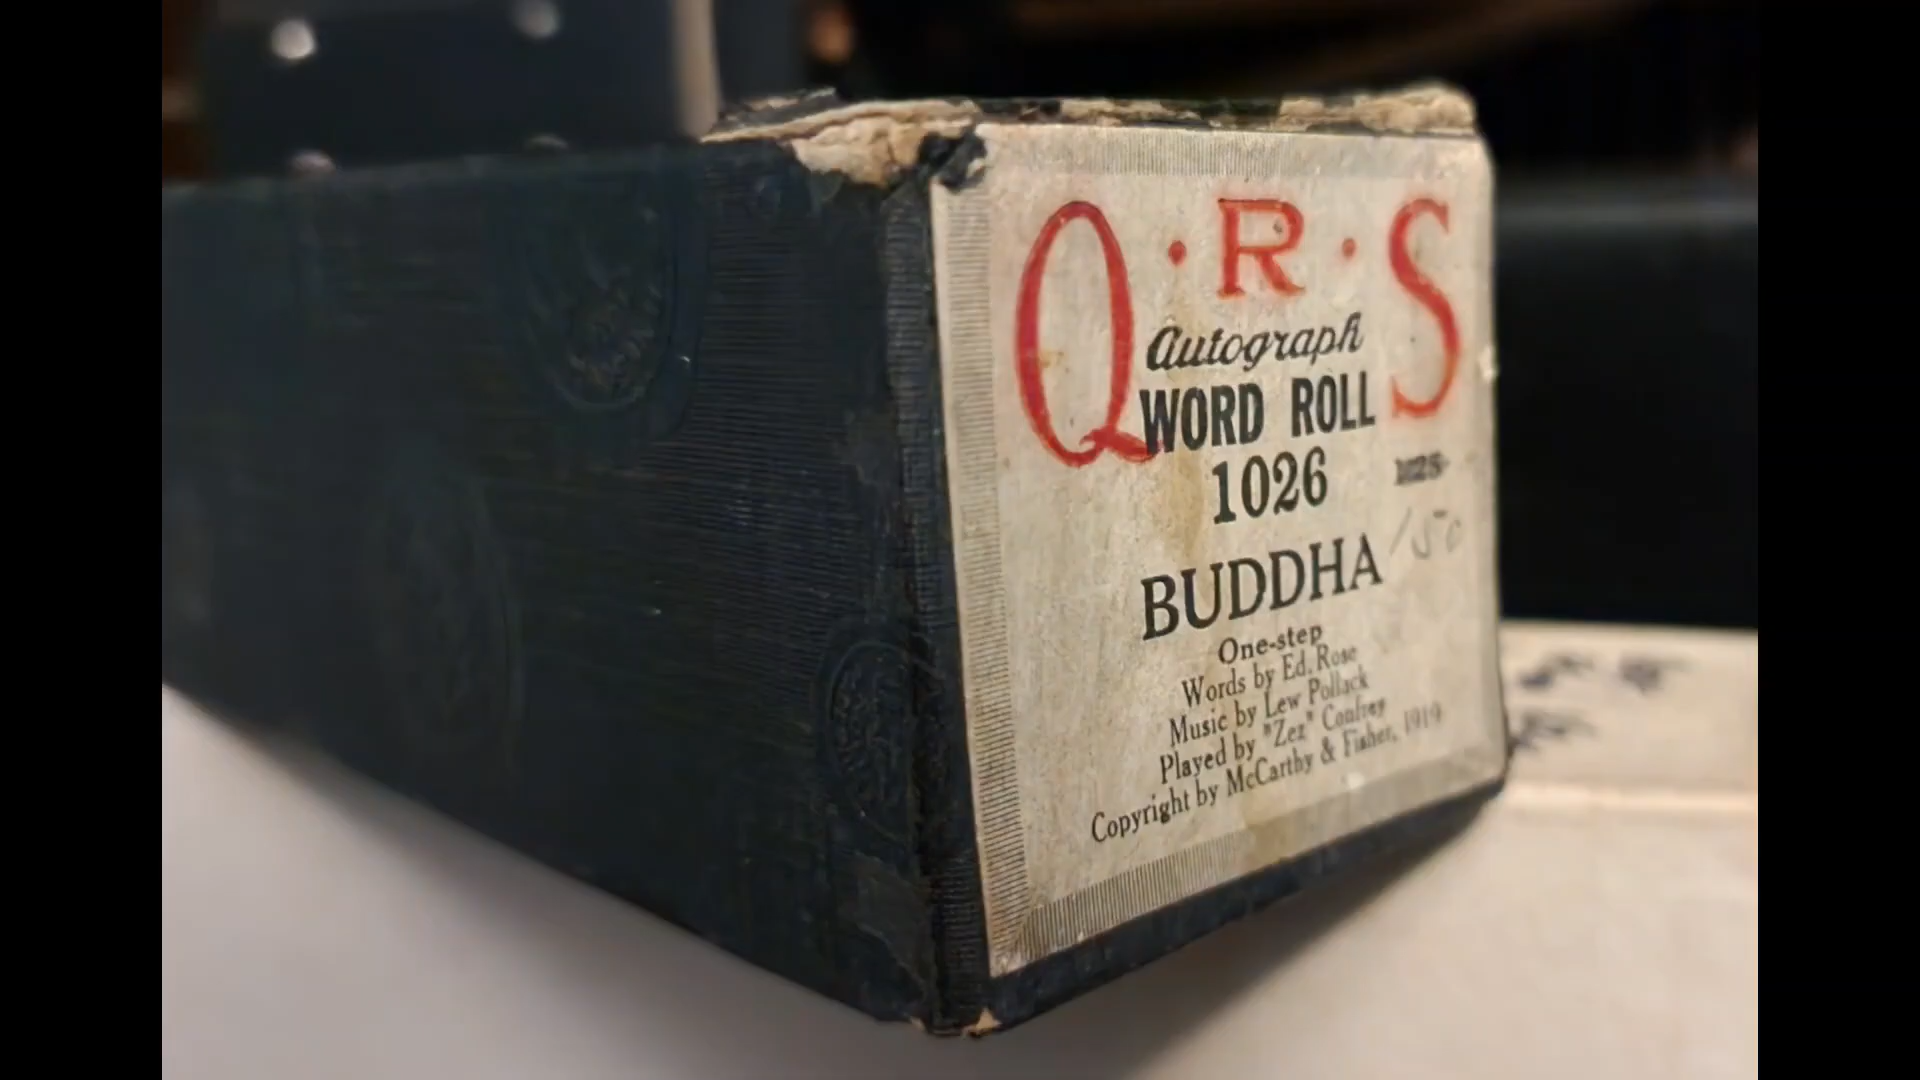 Q·R·S
Autograph
WORD ROLL
1026
150
BUDDHA
One-step
Words by Ed. Rose
Music by Lew Pollack
Played by "Zez" Confrey
Copyright by McCarthy & Fisher, 1919